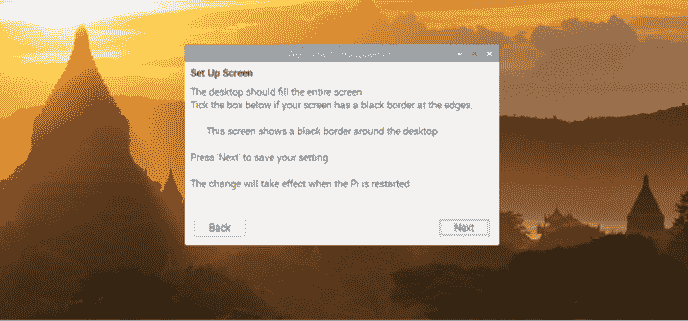 Set Up Screen
The desktop should fill the entire screen
Tick the box below if your screen has a black border at the edges.
This screen shows a black border around the desktop
Press 'Next' to save your setting
The change will take effect when the Pi is restarted
Back
Next